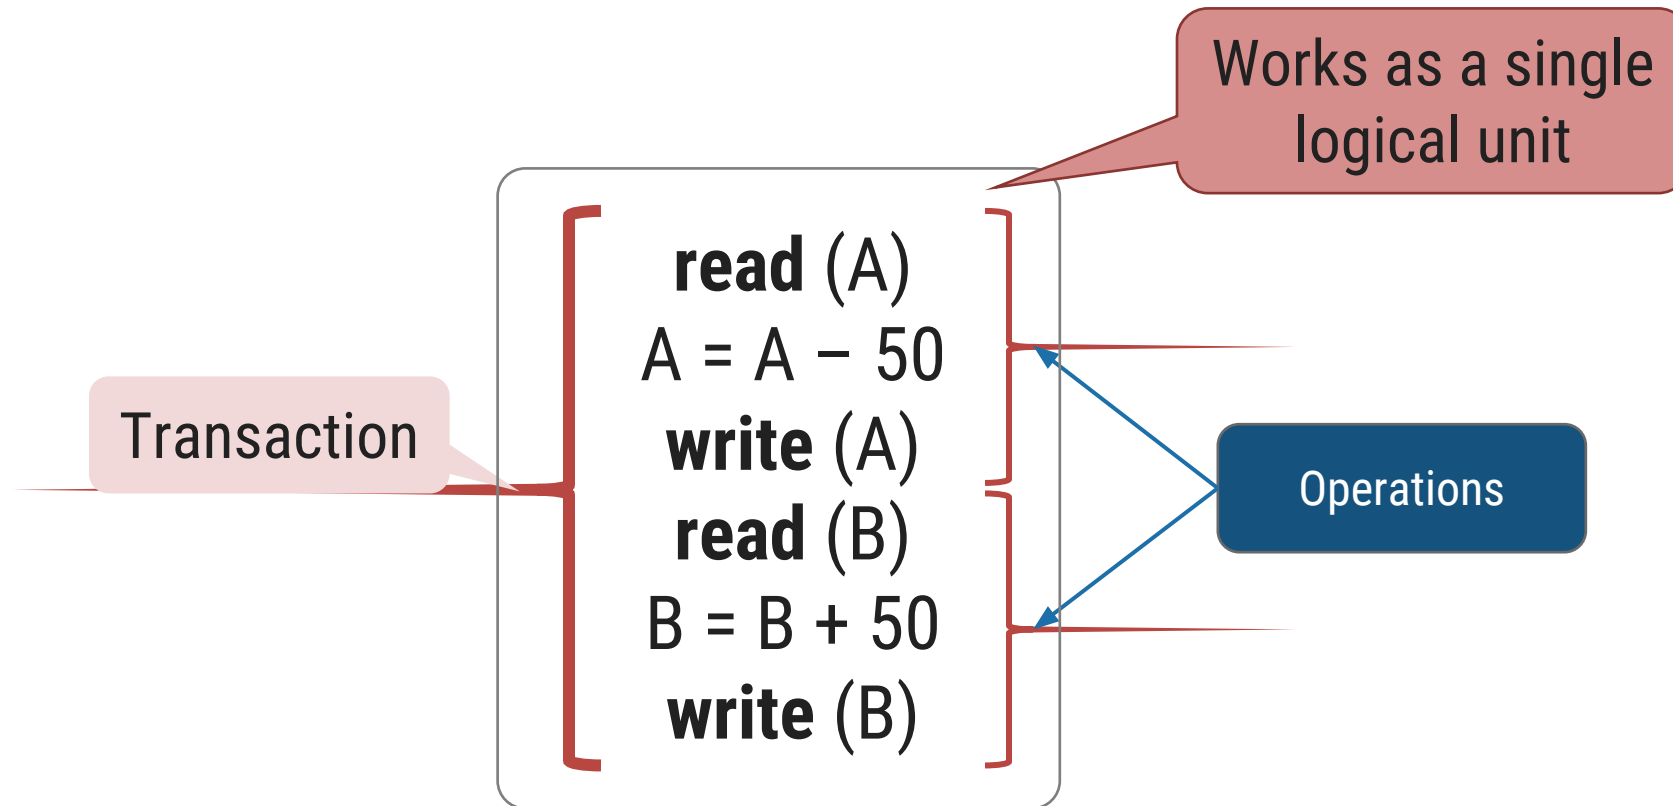 Works as a single
logical unit
read (A)
A = A – 50
write (A)
Transaction
read (B)
Operations
B = B + 50
write (B)